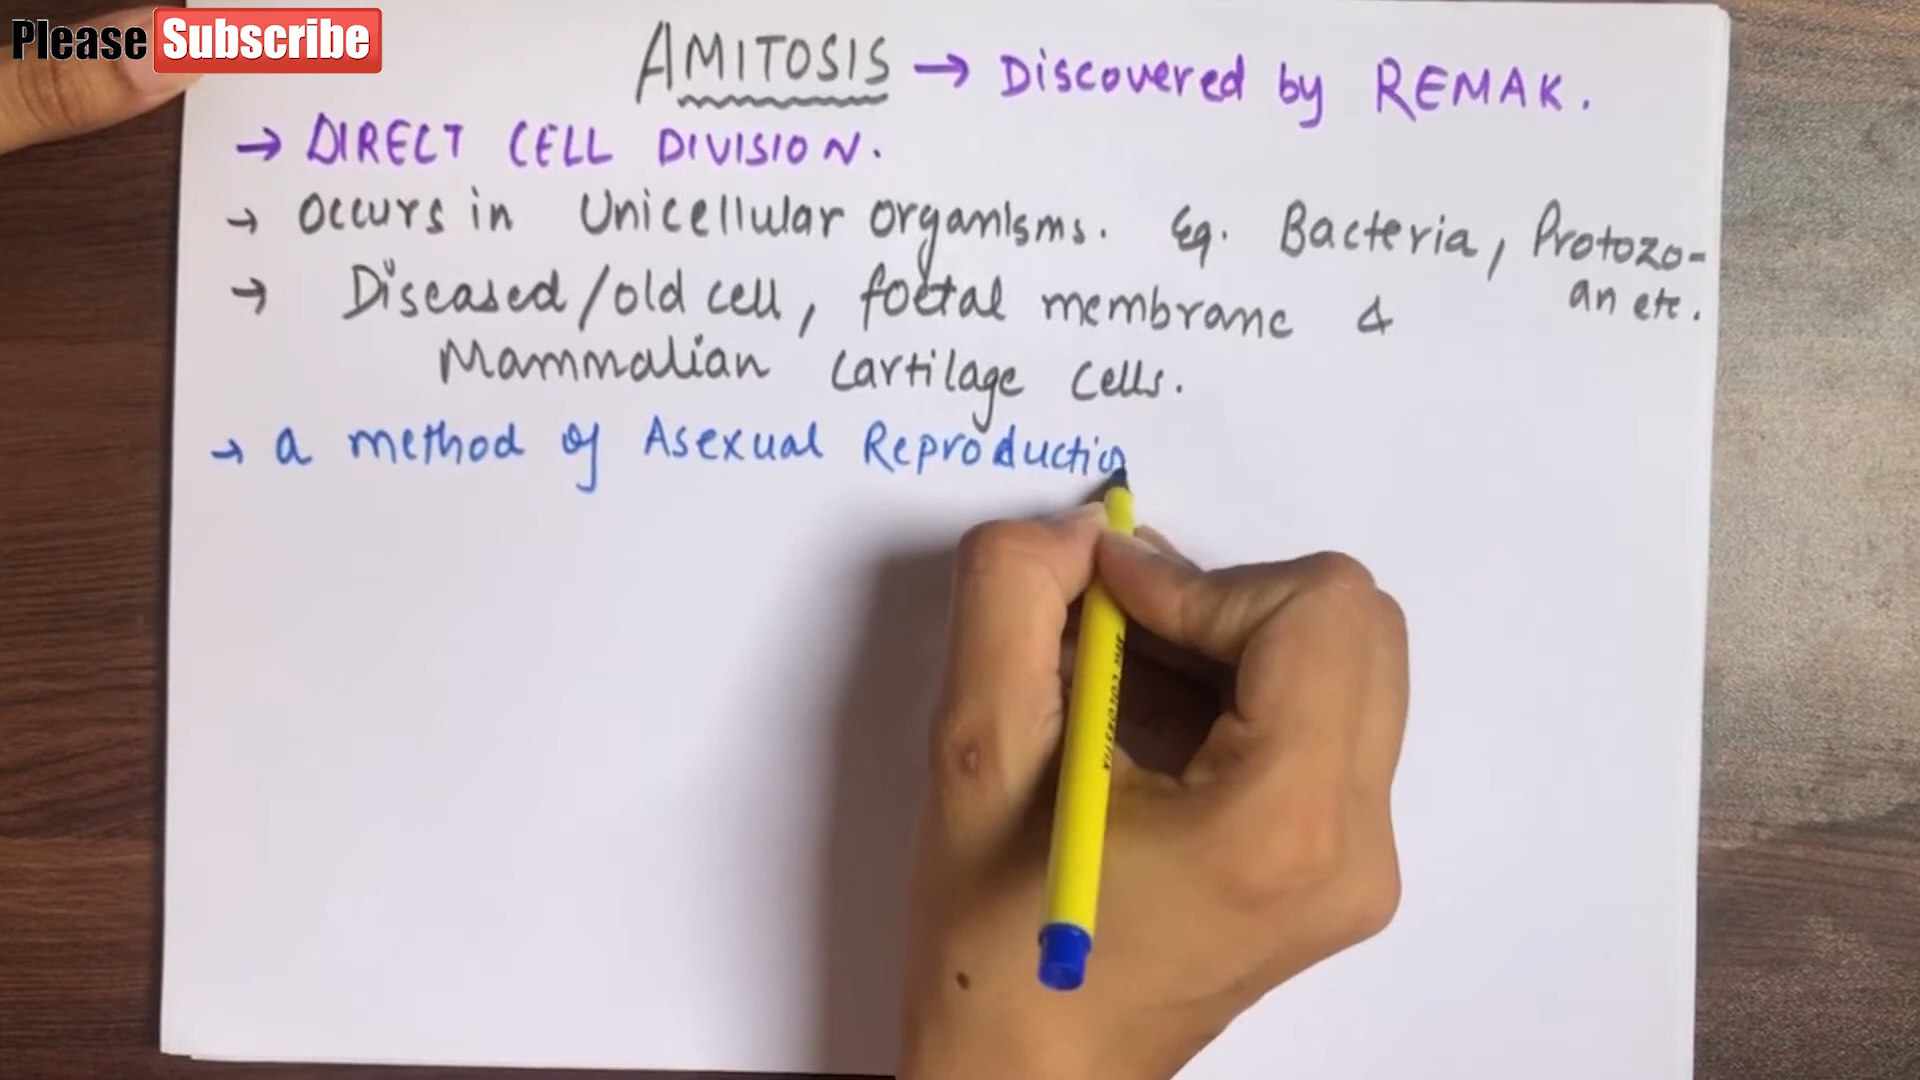 Please Subscribe
AMITOSIS → Discovered by REMAK.
→ DIRECT CELL DIVISION.
→ Occurs in Unicellular organisms. Eg. Bacteria, Protozo-
an etc.
→ Diseased/old cell, foetal membrane &
Mammalian cartilage cells.
→ a method of Asexual Reproductio